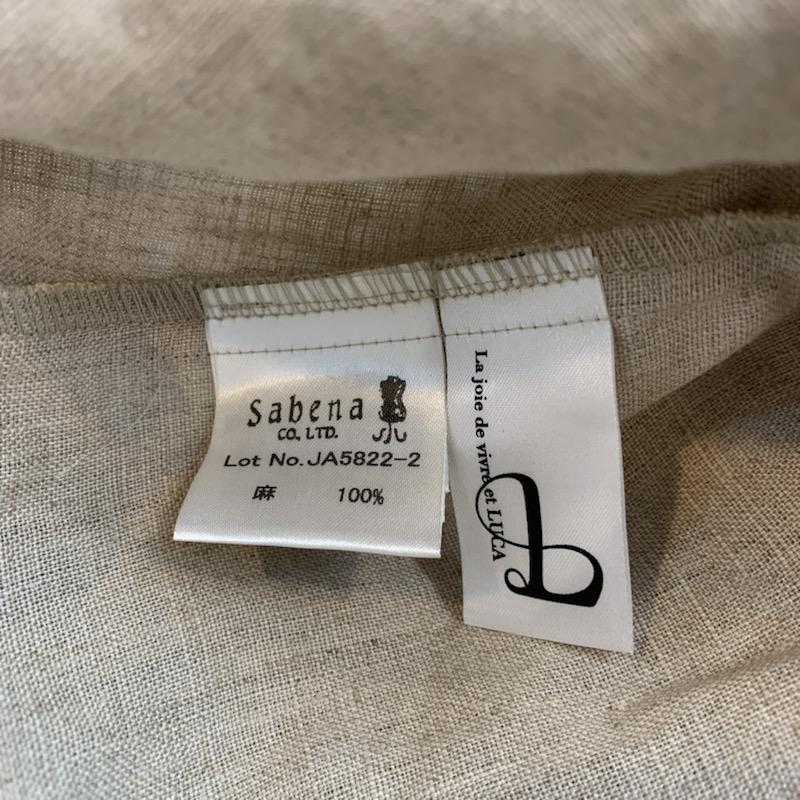 Sabena
CO., LTD.
Lot No. JA5822-2
麻 100%
La joie de vivre et LUCA